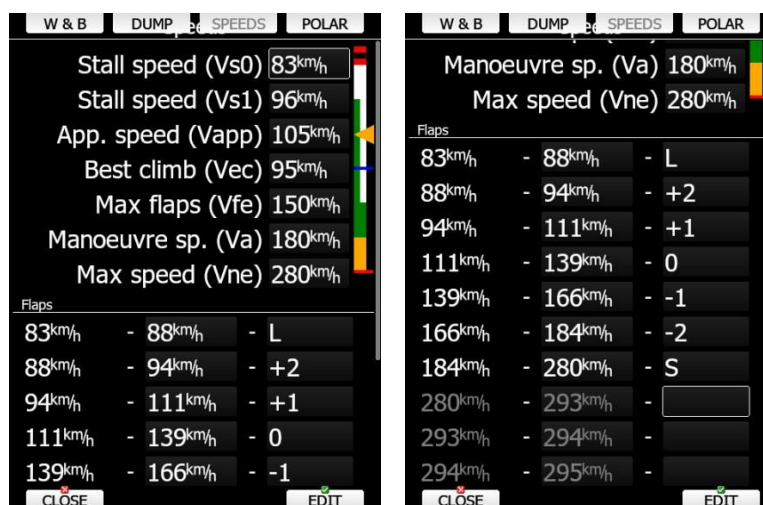 W & B DUMP SPEEDS POLAR
Speeds
Stall speed (Vs0) 83km/h
Stall speed (Vs1) 96km/h
App. speed (Vapp) 105km/h
Best climb (Vec) 95km/h
Max flaps (Vfe) 150km/h
Manoeuvre sp. (Va) 180km/h
Max speed (Vne) 280km/h
Flaps
83km/h - 88km/h - L
88km/h - 94km/h - +2
94km/h - 111km/h - +1
111km/h - 139km/h - 0
139km/h - 166km/h - -1
CLOSE EDIT
W & B DUMP SPEEDS POLAR
Manoeuvre sp. (Va) 180km/h
Max speed (Vne) 280km/h
Flaps
83km/h - 88km/h - L
88km/h - 94km/h - +2
94km/h - 111km/h - +1
111km/h - 139km/h - 0
139km/h - 166km/h - -1
166km/h - 184km/h - -2
184km/h - 280km/h - S
280km/h - 293km/h -
293km/h - 294km/h -
294km/h - 295km/h -
CLOSE EDIT